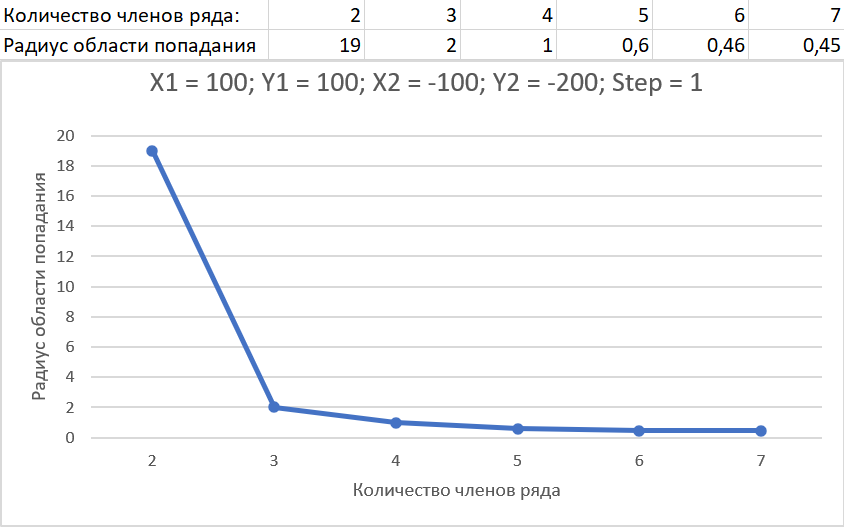 Количество членов ряда: 2 3 4 5 6 7
Радиус области попадания 19 2 1 0,6 0,46 0,45
X1 = 100; Y1 = 100; X2 = -100; Y2 = -200; Step = 1
Радиус области попадания
20
18
16
14
12
10
8
6
4
2
0
2 3 4 5 6 7
Количество членов ряда